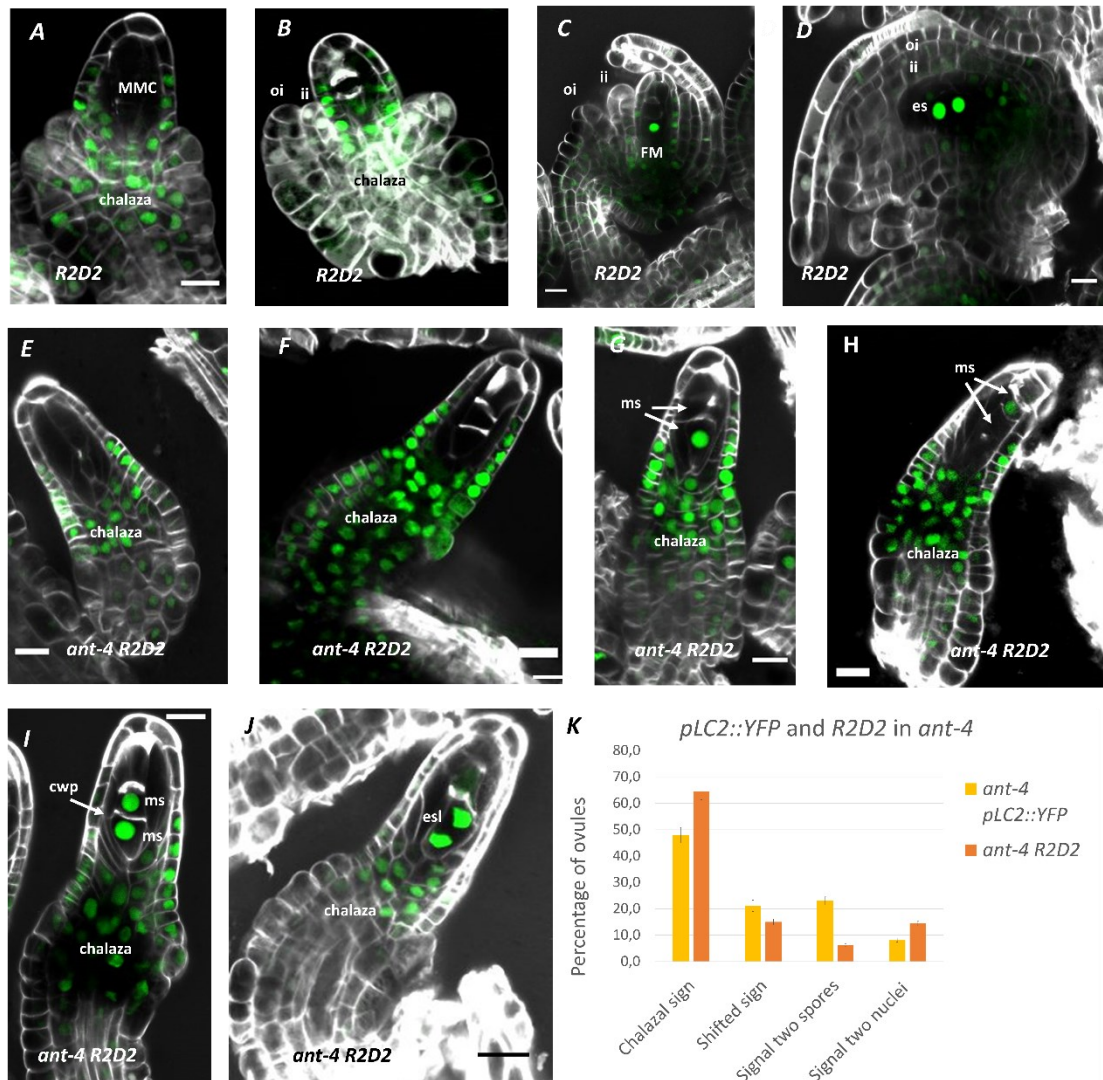 A
MMC
chalaza
R2D2
B
oi
ii
chalaza
R2D2
C
ii
oi
FM
R2D2
D
oi
ii
es
R2D2
E
chalaza
ant-4 R2D2
F
chalaza
ant-4 R2D2
G
ms
chalaza
ant-4 R2D2
H
ms
chalaza
ant-4 R2D2
I
cwp
ms
ms
chalaza
ant-4 R2D2
J
esl
chalaza
ant-4 R2D2
K
pLC2::YFP and R2D2 in ant-4
Percentage of ovules
80,0
70,0
60,0
50,0
40,0
30,0
20,0
10,0
0,0
Chalazal sign
Shifted sign
Signal two spores
Signal two nuclei
ant-4
pLC2::YFP
ant-4 R2D2